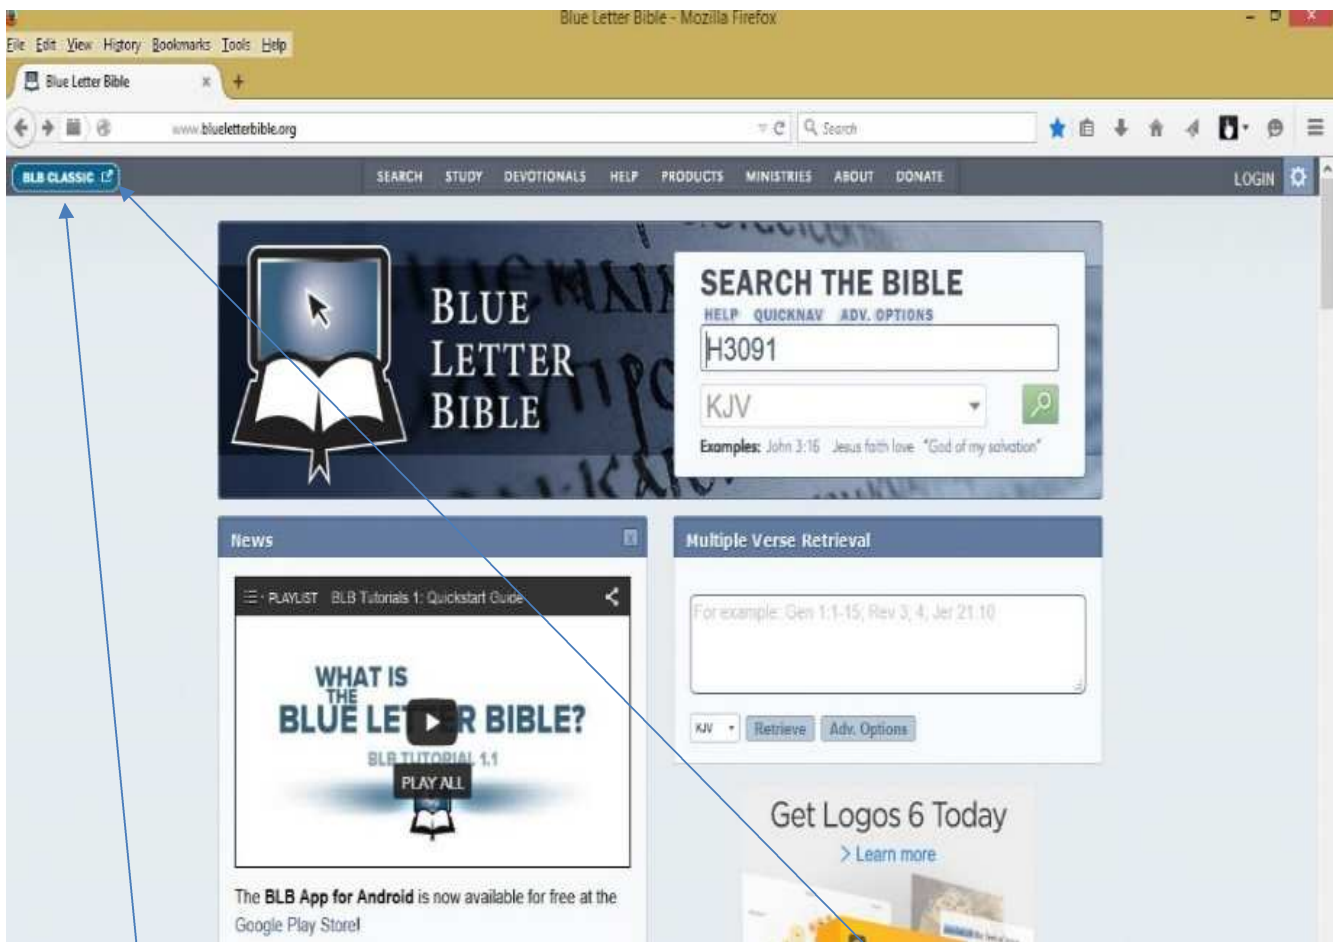 Blue Letter Bible - Mozilla Firefox
File Edit View History Bookmarks Tools Help
Blue Letter Bible x +
www.blueletterbible.org Search
BLB CLASSIC SEARCH STUDY DEVOTIONALS HELP PRODUCTS MINISTRIES ABOUT DONATE LOGIN
BLUE
LETTER
BIBLE
SEARCH THE BIBLE
HELP QUICKNAV ADV. OPTIONS
H3091
KJV
Examples: John 3:16 Jesus faith love "God of my salvation"
News
PLAYLIST BLB Tutorials 1: Quickstart Guide
WHAT IS
THE
BLUE LETTER BIBLE?
BLB TUTORIAL 1.1
PLAY ALL
The BLB App for Android is now available for free at the
Google Play Store!
Multiple Verse Retrieval
For example: Gen 1:1-15; Rev 3, 4; Jer 21:10
KJV Retrieve Adv. Options
Get Logos 6 Today
> Learn more